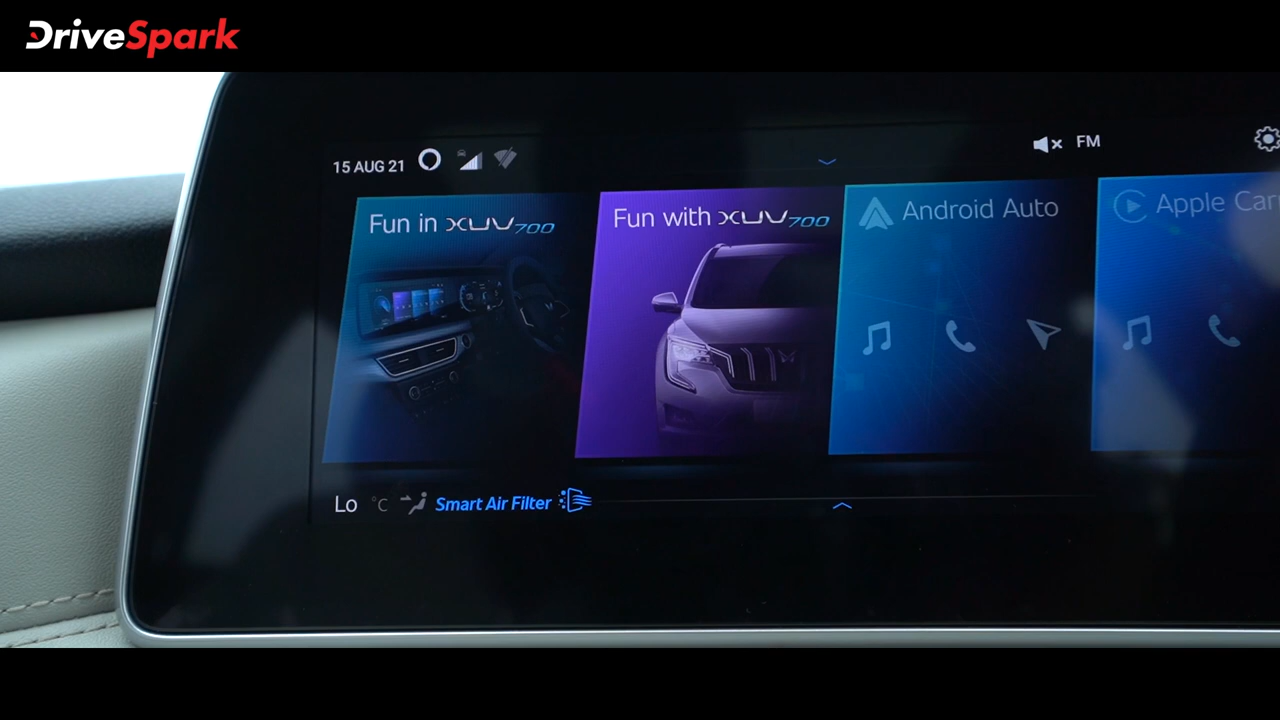 DriveSpark
15 AUG 21
FM
Fun in XUV700
Fun with XUV700
Android Auto
Apple Car
Lo °C Smart Air Filter